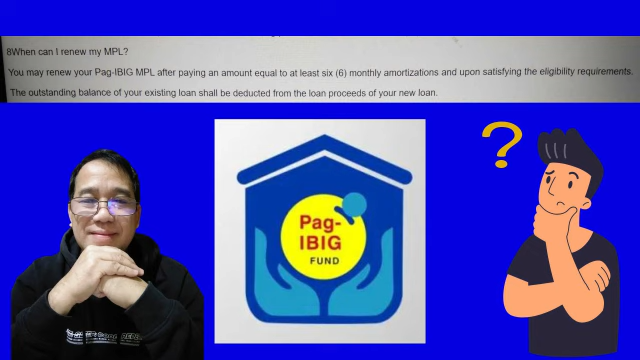 8When can I renew my MPL?
You may renew your Pag-IBIG MPL after paying an amount equal to at least six (6) monthly amortizations and upon satisfying the eligibility requirements.
The outstanding balance of your existing loan shall be deducted from the loan proceeds of your new loan.
?
Pag-
IBIG
FUND